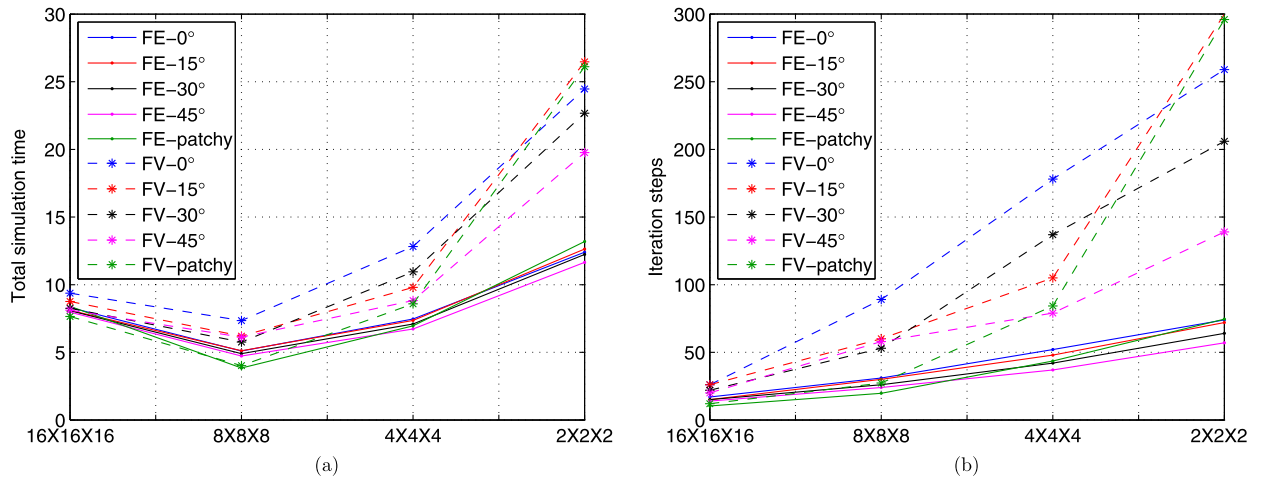 Total simulation time
30
25
20
15
10
5
0
FE−0°
FE−15°
FE−30°
FE−45°
FE−patchy
FV−0°
FV−15°
FV−30°
FV−45°
FV−patchy
16X16X16
8X8X8
4X4X4
2X2X2
(a)
Iteration steps
300
250
200
150
100
50
0
FE−0°
FE−15°
FE−30°
FE−45°
FE−patchy
FV−0°
FV−15°
FV−30°
FV−45°
FV−patchy
16X16X16
8X8X8
4X4X4
2X2X2
(b)